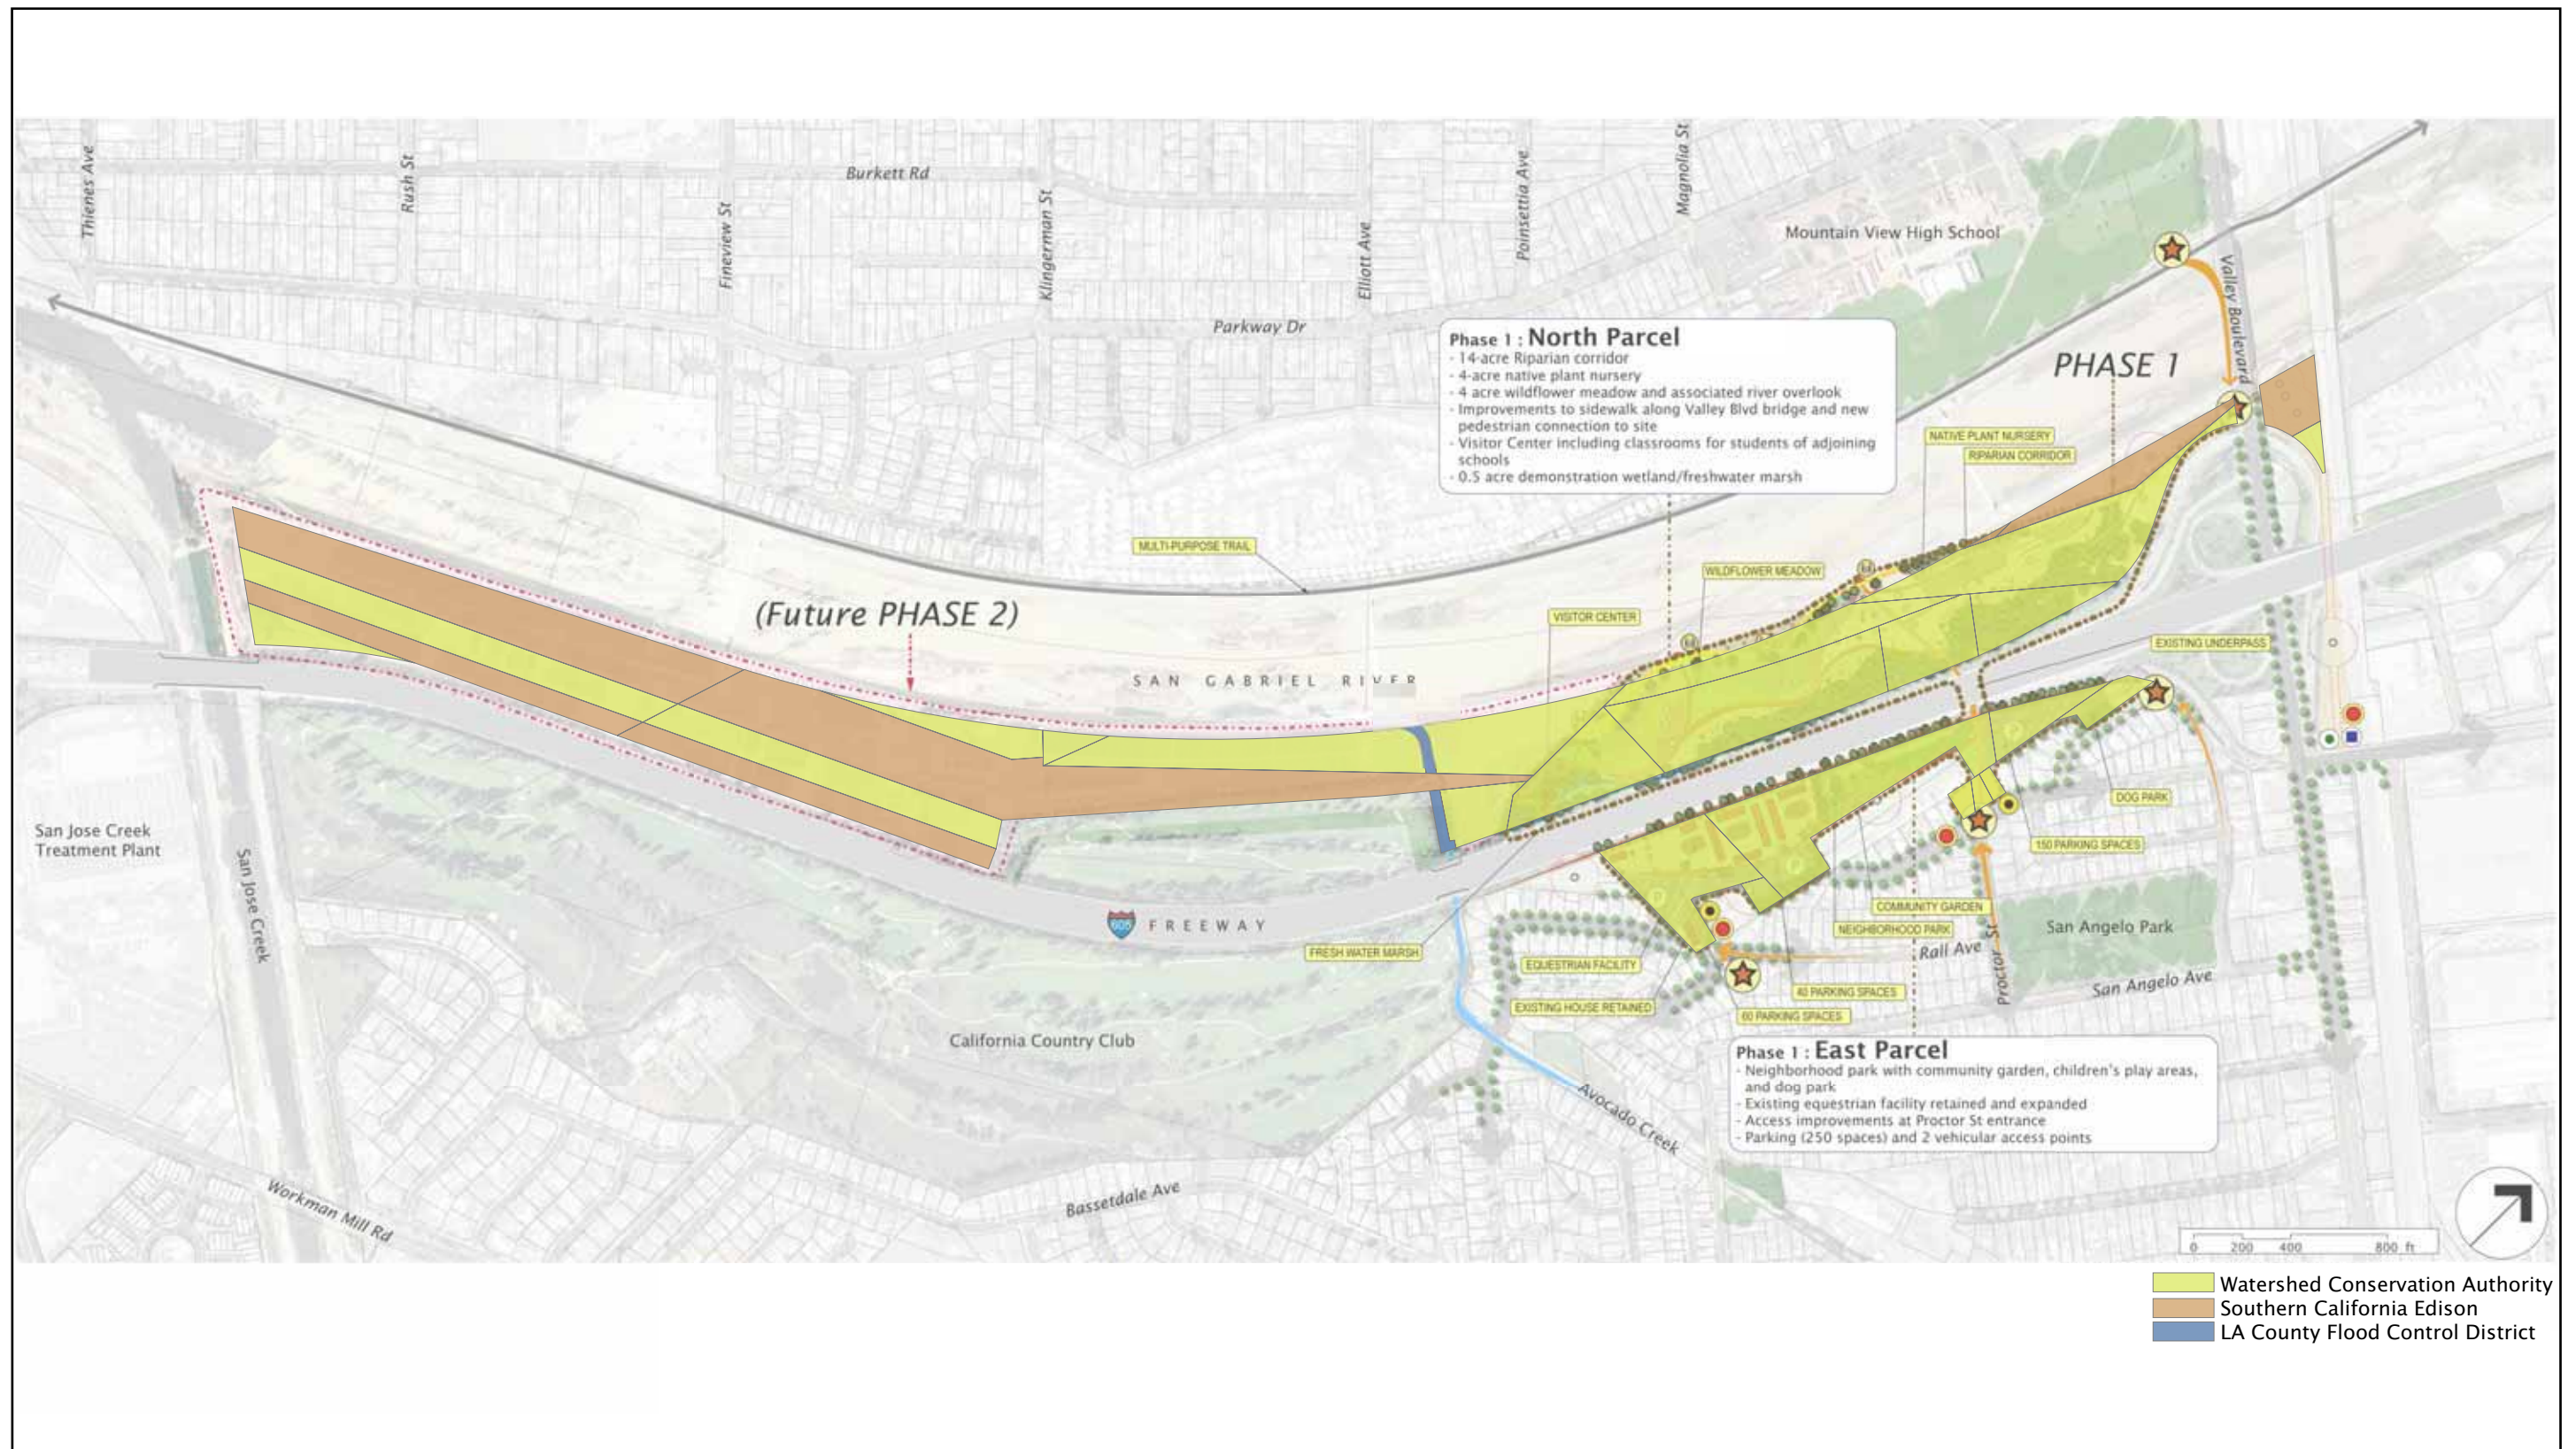 Thienes Ave
Rush St
Fineview St
Burkett Rd
Klingerman St
Elliott Ave
Poinsettia Ave
Magnolia St
Mountain View High School
Valley Boulevard
Parkway Dr
Phase 1 : North Parcel
- 14-acre Riparian corridor
- 4-acre native plant nursery
- 4 acre wildflower meadow and associated river overlook
- Improvements to sidewalk along Valley Blvd bridge and new
pedestrian connection to site
- Visitor Center including classrooms for students of adjoining
schools
- 0.5 acre demonstration wetland/freshwater marsh
PHASE 1
NATIVE PLANT NURSERY
RIPARIAN CORRIDOR
MULTI-PURPOSE TRAIL
WILDFLOWER MEADOW
(Future PHASE 2)
VISITOR CENTER
EXISTING UNDERPASS
SAN GABRIEL RIVER
DOG PARK
San Jose Creek
Treatment Plant
San Jose Creek
150 PARKING SPACES
COMMUNITY GARDEN
NEIGHBORHOOD PARK
San Angelo Park
605
FREEWAY
FRESH WATER MARSH
EQUESTRIAN FACILITY
Rall Ave
Proctor St
San Angelo Ave
40 PARKING SPACES
EXISTING HOUSE RETAINED
60 PARKING SPACES
California Country Club
Phase 1 : East Parcel
- Neighborhood park with community garden, children's play areas,
and dog park
- Existing equestrian facility retained and expanded
- Access improvements at Proctor St entrance
- Parking (250 spaces) and 2 vehicular access points
Avocado Creek
Workman Mill Rd
Bassetdale Ave
0 200 400 800 ft
Watershed Conservation Authority
Southern California Edison
LA County Flood Control District